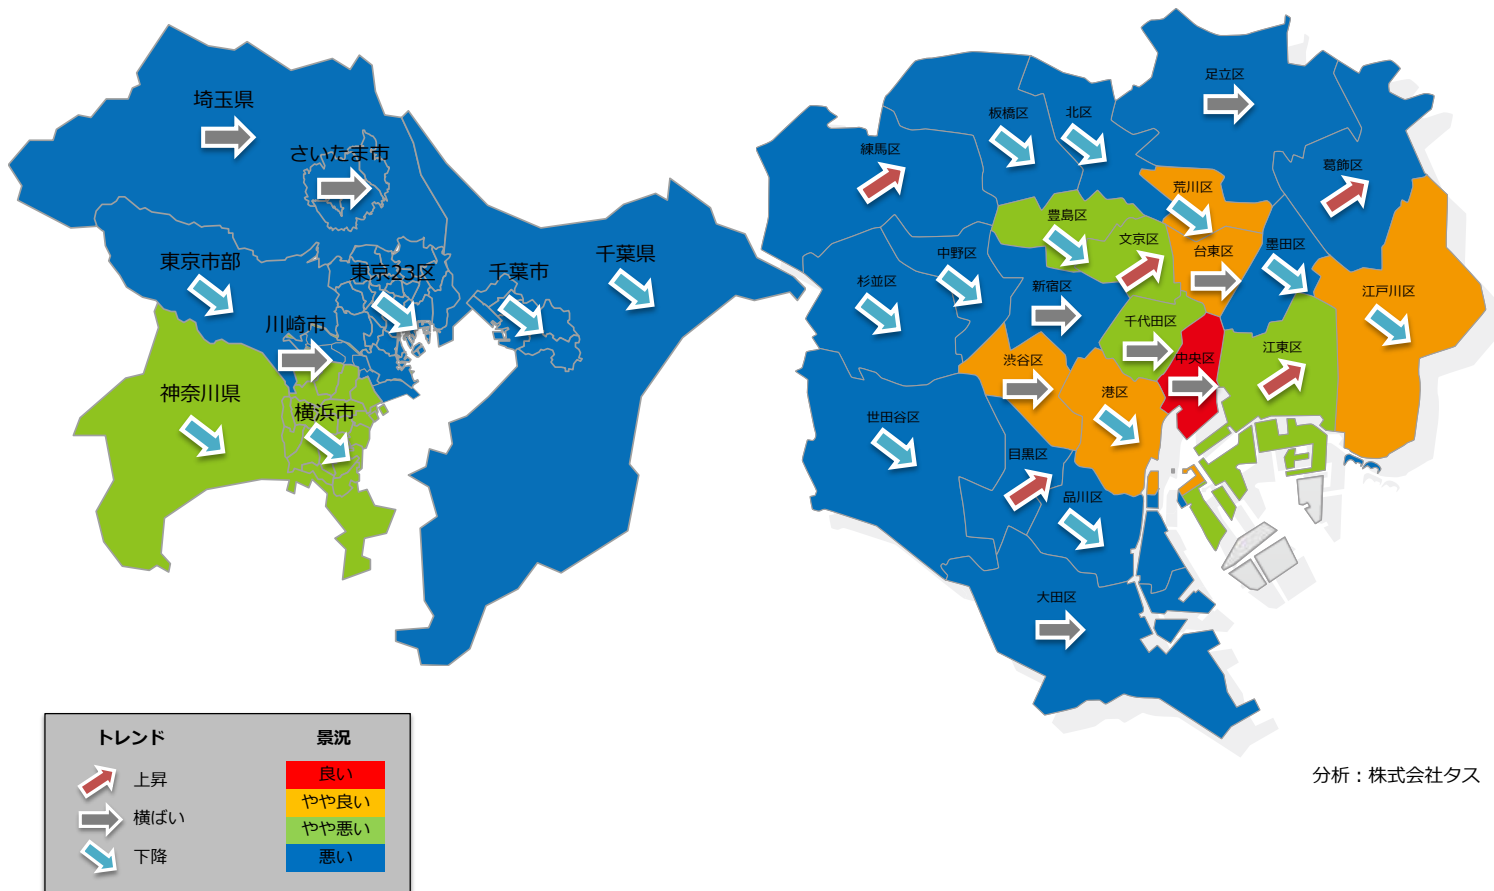 埼玉県
さいたま市
東京市部
東京23区
千葉市
千葉県
川崎市
神奈川県
横浜市
足立区
板橋区
北区
練馬区
葛飾区
荒川区
豊島区
文京区
台東区
墨田区
中野区
杉並区
新宿区
江戸川区
千代田区
江東区
渋谷区
中央区
港区
世田谷区
目黒区
品川区
大田区
トレンド
上昇
横ばい
下降
景況
良い
やや良い
やや悪い
悪い
分析：株式会社タス